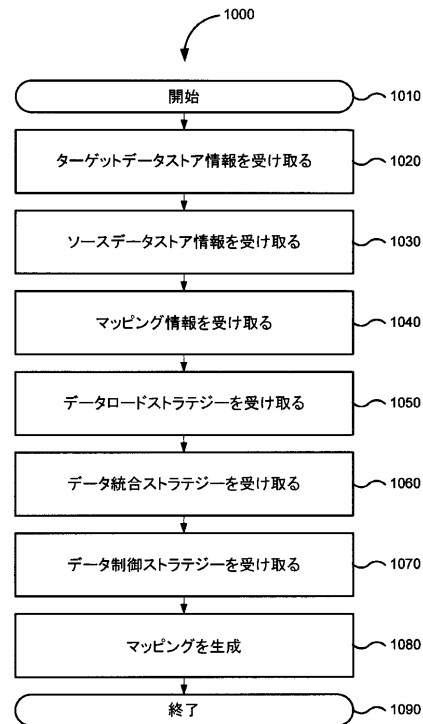 1000
開始
1010
ターゲットデータストア情報を受け取る
1020
ソースデータストア情報を受け取る
1030
マッピング情報を受け取る
1040
データロードストラテジーを受け取る
1050
データ統合ストラテジーを受け取る
1060
データ制御ストラテジーを受け取る
1070
マッピングを生成
1080
終了
1090